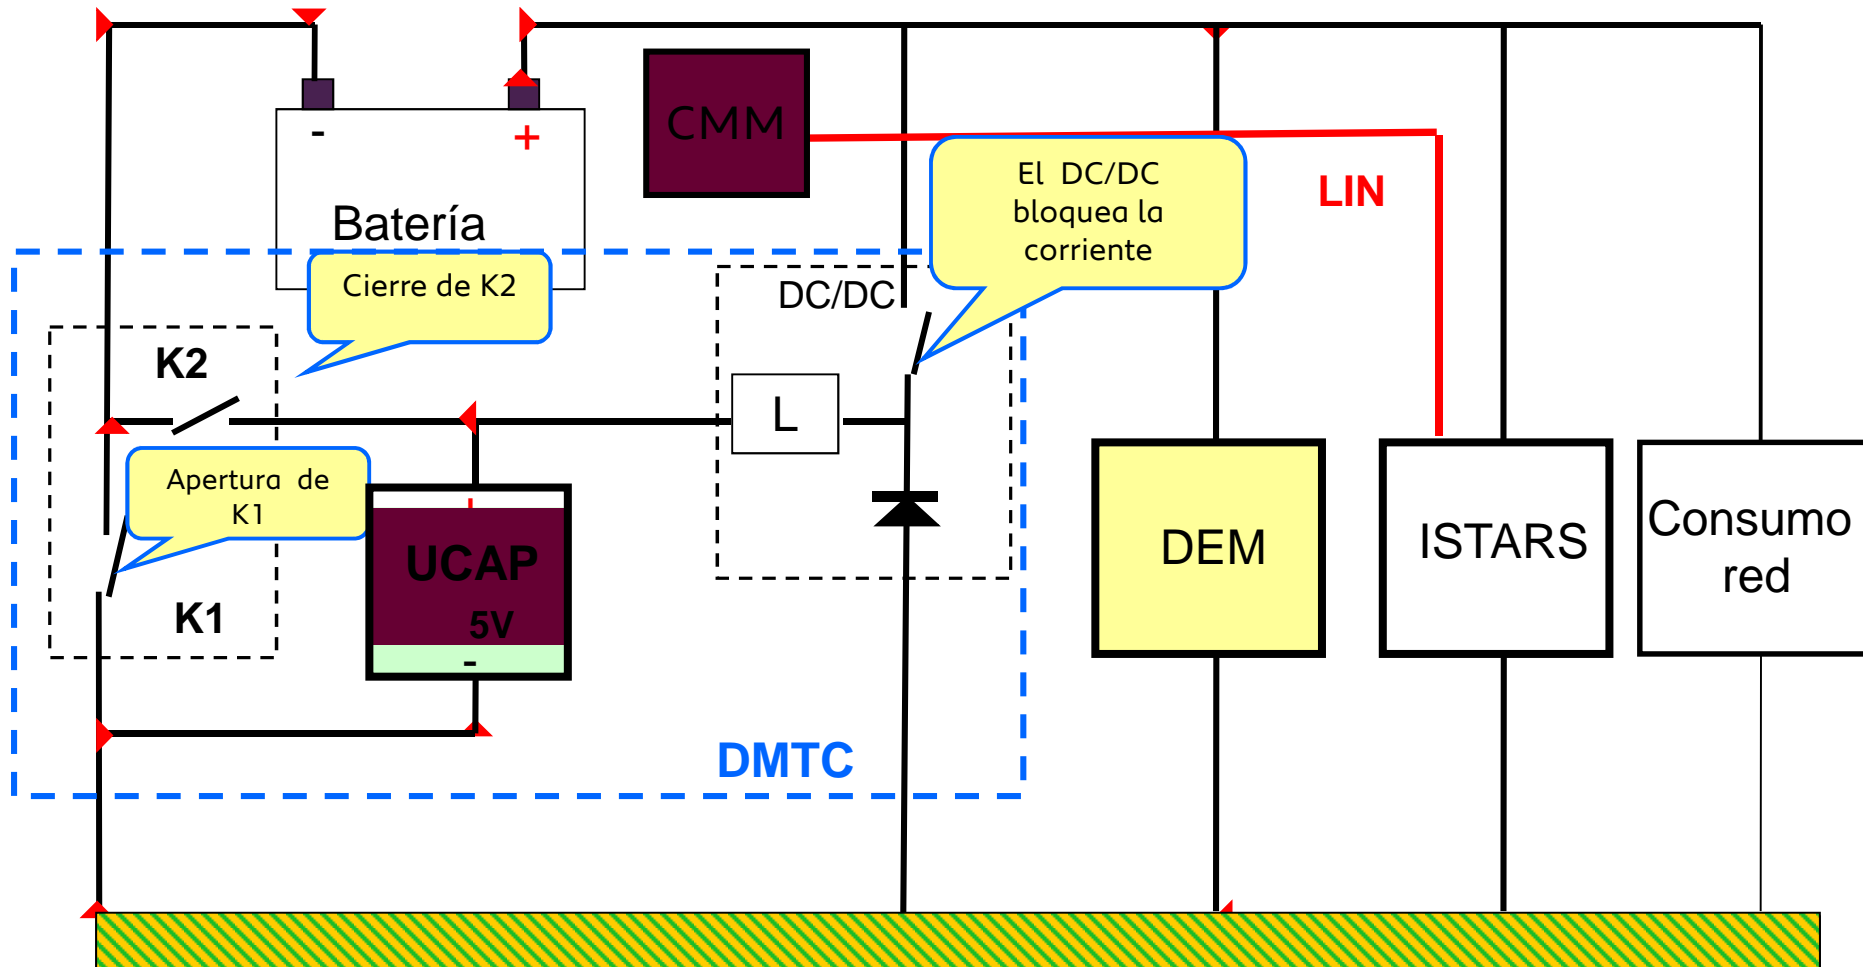 CMM
-
+
Batería
El DC/DC
bloquea la
corriente
LIN
Cierre de K2
DC/DC
K2
L
Apertura de
K1
UCAP
5V
-
K1
DEM
ISTARS
Consumo
red
DMTC